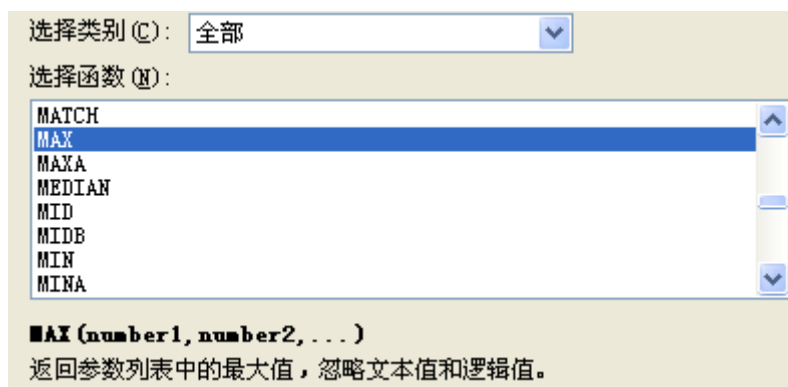 选择类别(C): 全部
选择函数(N):
MATCH
MAX
MAXA
MEDIAN
MID
MIDB
MIN
MINA
MAX(number1,number2,...)
返回参数列表中的最大值，忽略文本值和逻辑值。